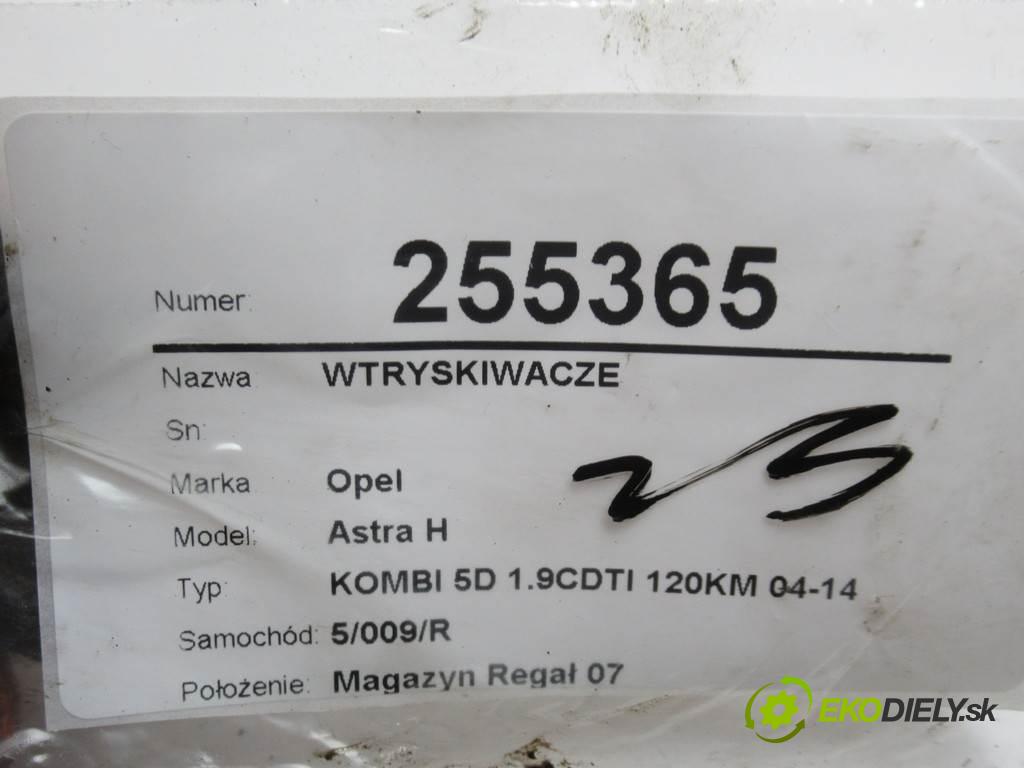 Numer: 255365
Nazwa WTRYSKIWACZE
Sn:
Marka Opel
Model: Astra H
Typ: KOMBI 5D 1.9CDTI 120KM 04-14
Samochód: 5/009/R
Położenie: Magazyn Regał 07
EKODIELY.sk